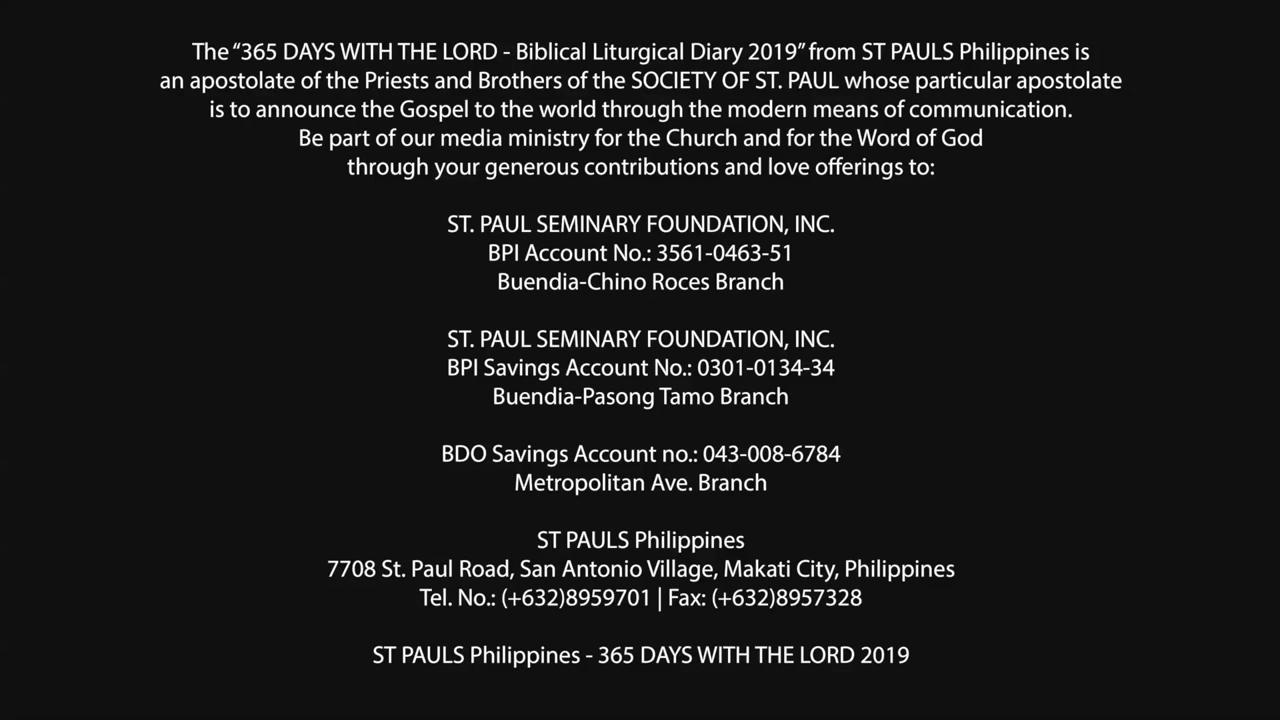 The “365 DAYS WITH THE LORD - Biblical Liturgical Diary 2019” from ST PAULS Philippines is
an apostolate of the Priests and Brothers of the SOCIETY OF ST. PAUL whose particular apostolate
is to announce the Gospel to the world through the modern means of communication.
Be part of our media ministry for the Church and for the Word of God
through your generous contributions and love offerings to:
ST. PAUL SEMINARY FOUNDATION, INC.
BPI Account No.: 3561-0463-51
Buendia-Chino Roces Branch
ST. PAUL SEMINARY FOUNDATION, INC.
BPI Savings Account No.: 0301-0134-34
Buendia-Pasong Tamo Branch
BDO Savings Account no.: 043-008-6784
Metropolitan Ave. Branch
ST PAULS Philippines
7708 St. Paul Road, San Antonio Village, Makati City, Philippines
Tel. No.: (+632)8959701 | Fax: (+632)8957328
ST PAULS Philippines - 365 DAYS WITH THE LORD 2019